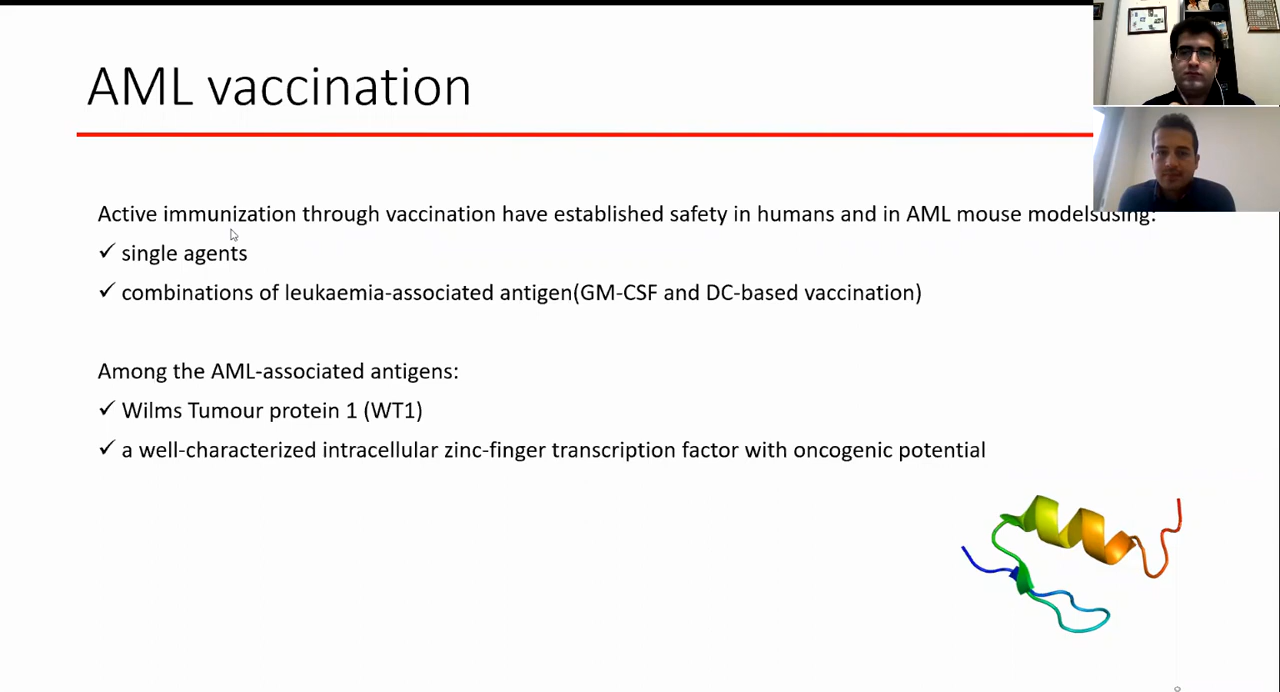 AML vaccination
Active immunization through vaccination have established safety in humans and in AML mouse modelsusing:
✓ single agents
✓ combinations of leukaemia-associated antigen(GM-CSF and DC-based vaccination)
Among the AML-associated antigens:
✓ Wilms Tumour protein 1 (WT1)
✓ a well-characterized intracellular zinc-finger transcription factor with oncogenic potential